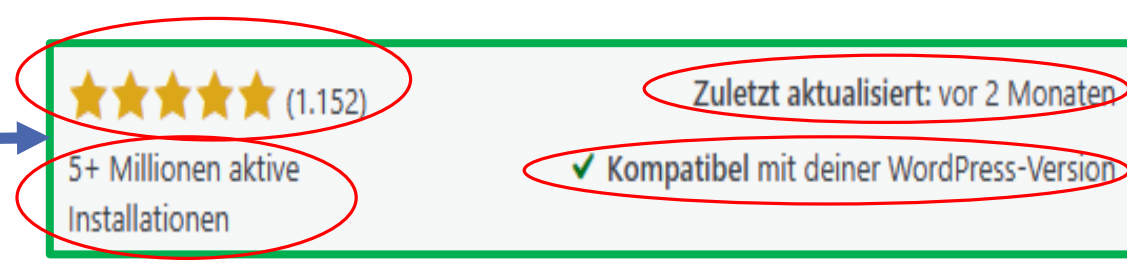 (1.152)
Zuletzt aktualisiert: vor 2 Monaten
5+ Millionen aktive
Installationen
✔ Kompatibel mit deiner WordPress-Version